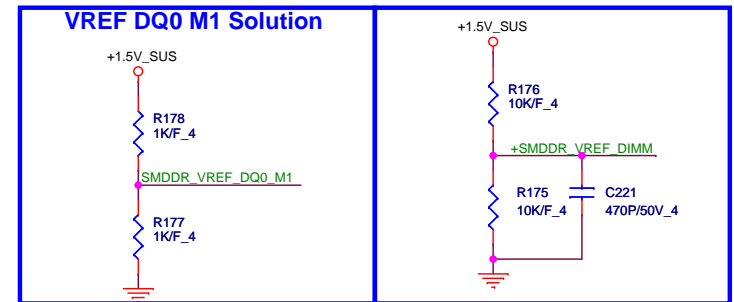 VREF DQ0 M1 Solution
+1.5V_SUS
R178
1K/F_4
SMDDR_VREF_DQ0_M1
R177
1K/F_4
+1.5V_SUS
R176
10K/F_4
+SMDDR_VREF_DIMM
R175
10K/F_4
C221
470P/50V_4